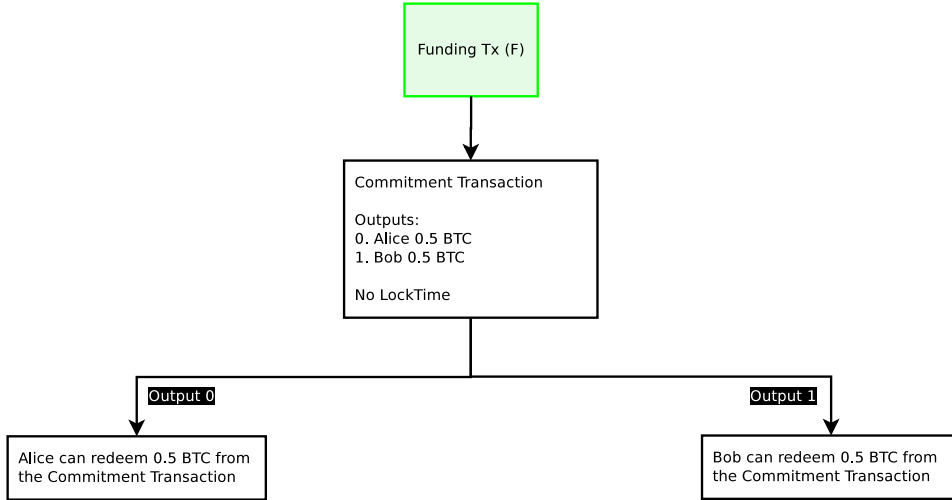 Funding Tx (F)
Commitment Transaction
Outputs:
0. Alice 0.5 BTC
1. Bob 0.5 BTC
No LockTime
Output 0
Output 1
Alice can redeem 0.5 BTC from
the Commitment Transaction
Bob can redeem 0.5 BTC from
the Commitment Transaction